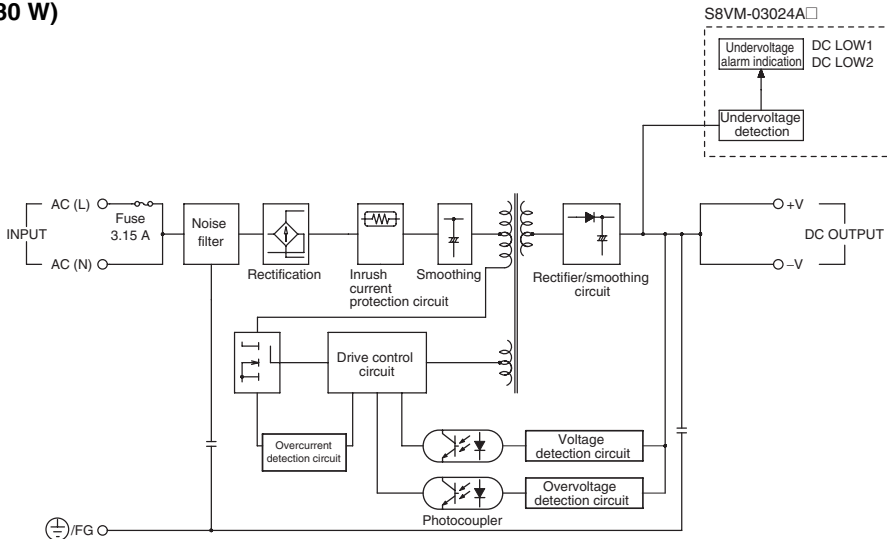 30 W)
S8VM-03024A□
Undervoltage
alarm indication
DC LOW1
DC LOW2
Undervoltage
detection
INPUT
AC (L)
Fuse
3.15 A
AC (N)
Noise
filter
Rectification
Inrush
current
protection circuit
Smoothing
Rectifier/smoothing
circuit
+V
DC OUTPUT
–V
Drive control
circuit
Overcurrent
detection circuit
Voltage
detection circuit
Overvoltage
detection circuit
Photocoupler
/FG